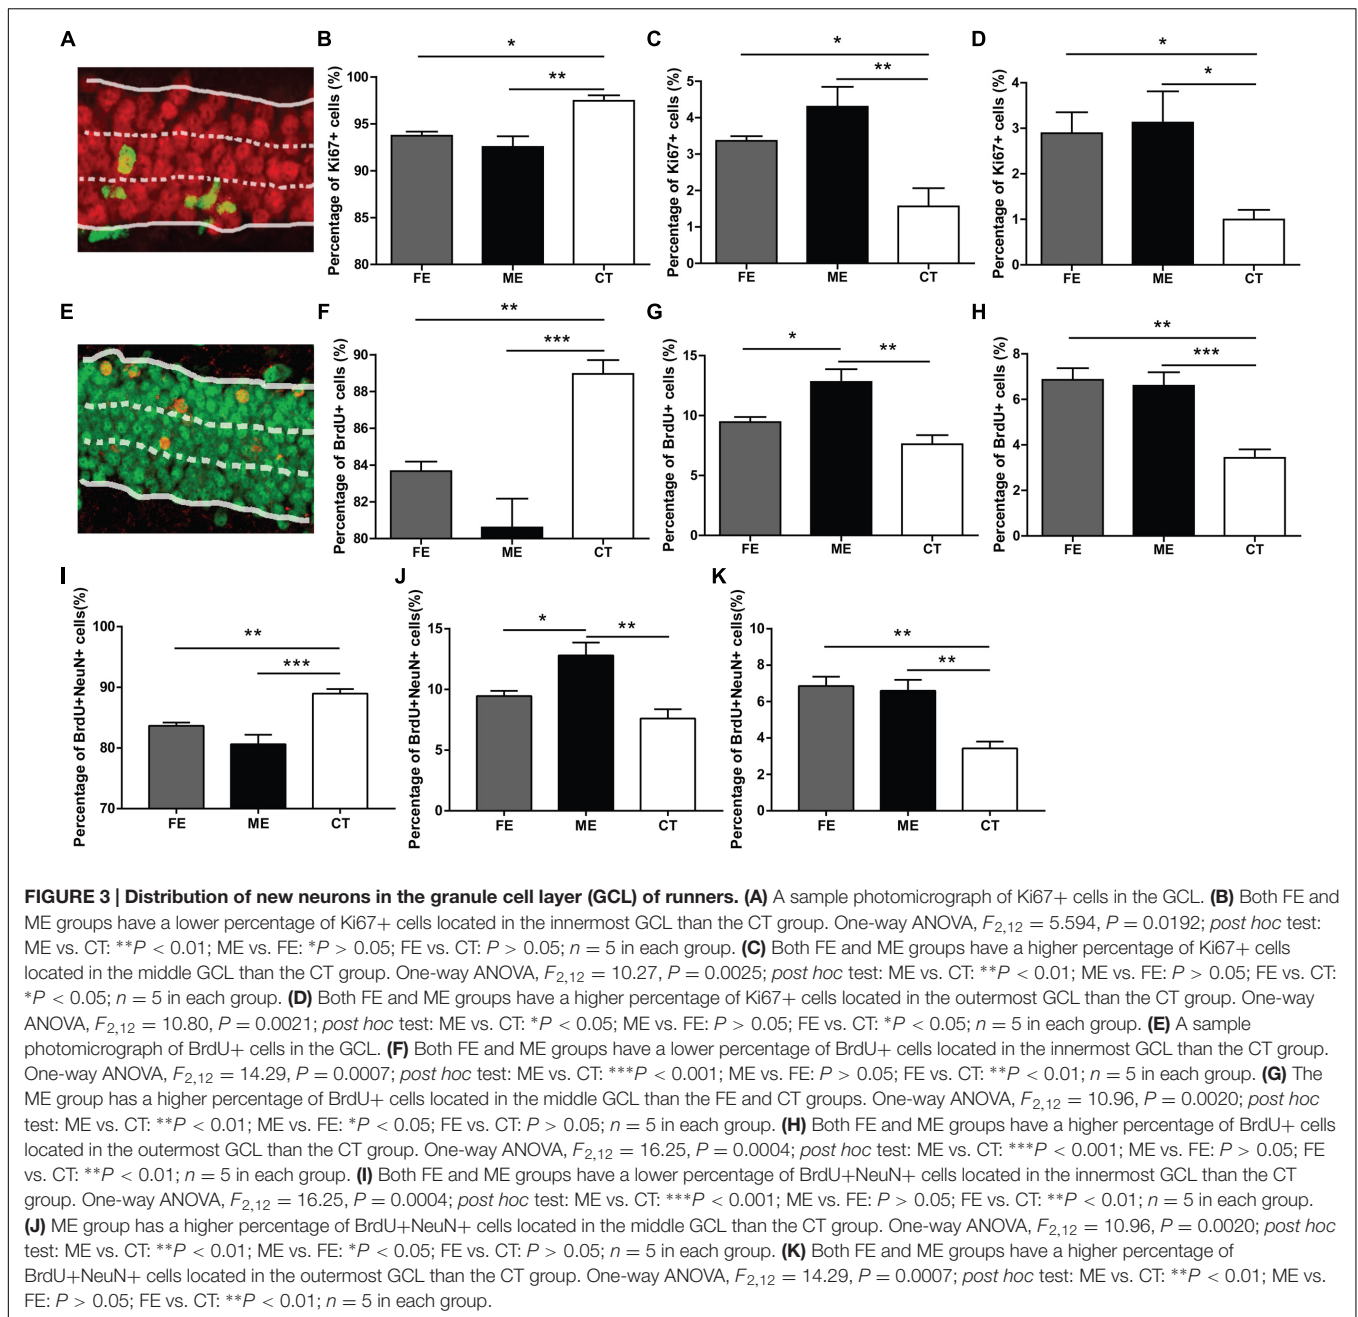 A
B
C
D
*
**
Percentage of Ki67+ cells (%)
100
95
90
85
80
FE
ME
CT
*
**
Percentage of Ki67+ cells (%)
5
4
3
2
1
0
FE
ME
CT
*
*
Percentage of Ki67+ cells (%)
4
3
2
1
0
FE
ME
CT
E
F
G
H
**
***
Percentage of BrdU+ cells (%)
90
88
86
84
82
80
FE
ME
CT
*
**
Percentage of BrdU+ cells (%)
15
10
5
0
FE
ME
CT
**
***
Percentage of BrdU+ cells (%)
8
6
4
2
0
FE
ME
CT
I
J
K
**
***
Percentage of BrdU+NeuN+ cells(%)
100
90
80
70
FE
ME
CT
*
**
Percentage of BrdU+NeuN+ cells(%)
15
10
5
0
FE
ME
CT
**
**
Percentage of BrdU+NeuN+ cells(%)
10
8
6
4
2
0
FE
ME
CT
FIGURE 3 | Distribution of new neurons in the granule cell layer (GCL) of runners. (A) A sample photomicrograph of Ki67+ cells in the GCL. (B) Both FE and
ME groups have a lower percentage of Ki67+ cells located in the innermost GCL than the CT group. One-way ANOVA, F2,12 = 5.594, P = 0.0192; post hoc test:
ME vs. CT: **P < 0.01; ME vs. FE: *P > 0.05; FE vs. CT: P > 0.05; n = 5 in each group. (C) Both FE and ME groups have a higher percentage of Ki67+ cells
located in the middle GCL than the CT group. One-way ANOVA, F2,12 = 10.27, P = 0.0025; post hoc test: ME vs. CT: **P < 0.01; ME vs. FE: P > 0.05; FE vs. CT:
*P < 0.05; n = 5 in each group. (D) Both FE and ME groups have a higher percentage of Ki67+ cells located in the outermost GCL than the CT group. One-way
ANOVA, F2,12 = 10.80, P = 0.0021; post hoc test: ME vs. CT: *P < 0.05; ME vs. FE: P > 0.05; FE vs. CT: *P < 0.05; n = 5 in each group. (E) A sample
photomicrograph of BrdU+ cells in the GCL. (F) Both FE and ME groups have a lower percentage of BrdU+ cells located in the innermost GCL than the CT group.
One-way ANOVA, F2,12 = 14.29, P = 0.0007; post hoc test: ME vs. CT: ***P < 0.001; ME vs. FE: P > 0.05; FE vs. CT: **P < 0.01; n = 5 in each group. (G) The
ME group has a higher percentage of BrdU+ cells located in the middle GCL than the FE and CT groups. One-way ANOVA, F2,12 = 10.96, P = 0.0020; post hoc
test: ME vs. CT: **P < 0.01; ME vs. FE: *P < 0.05; FE vs. CT: P > 0.05; n = 5 in each group. (H) Both FE and ME groups have a higher percentage of BrdU+ cells
located in the outermost GCL than the CT group. One-way ANOVA, F2,12 = 16.25, P = 0.0004; post hoc test: ME vs. CT: ***P < 0.001; ME vs. FE: P > 0.05; FE
vs. CT: **P < 0.01; n = 5 in each group. (I) Both FE and ME groups have a lower percentage of BrdU+NeuN+ cells located in the innermost GCL than the CT
group. One-way ANOVA, F2,12 = 16.25, P = 0.0004; post hoc test: ME vs. CT: ***P < 0.001; ME vs. FE: P > 0.05; FE vs. CT: **P < 0.01; n = 5 in each group.
(J) ME group has a higher percentage of BrdU+NeuN+ cells located in the middle GCL than the CT group. One-way ANOVA, F2,12 = 10.96, P = 0.0020; post hoc
test: ME vs. CT: **P < 0.01; ME vs. FE: *P < 0.05; FE vs. CT: P > 0.05; n = 5 in each group. (K) Both FE and ME groups have a higher percentage of
BrdU+NeuN+ cells located in the outermost GCL than the CT group. One-way ANOVA, F2,12 = 14.29, P = 0.0007; post hoc test: ME vs. CT: **P < 0.01; ME vs.
FE: P > 0.05; FE vs. CT: **P < 0.01; n = 5 in each group.